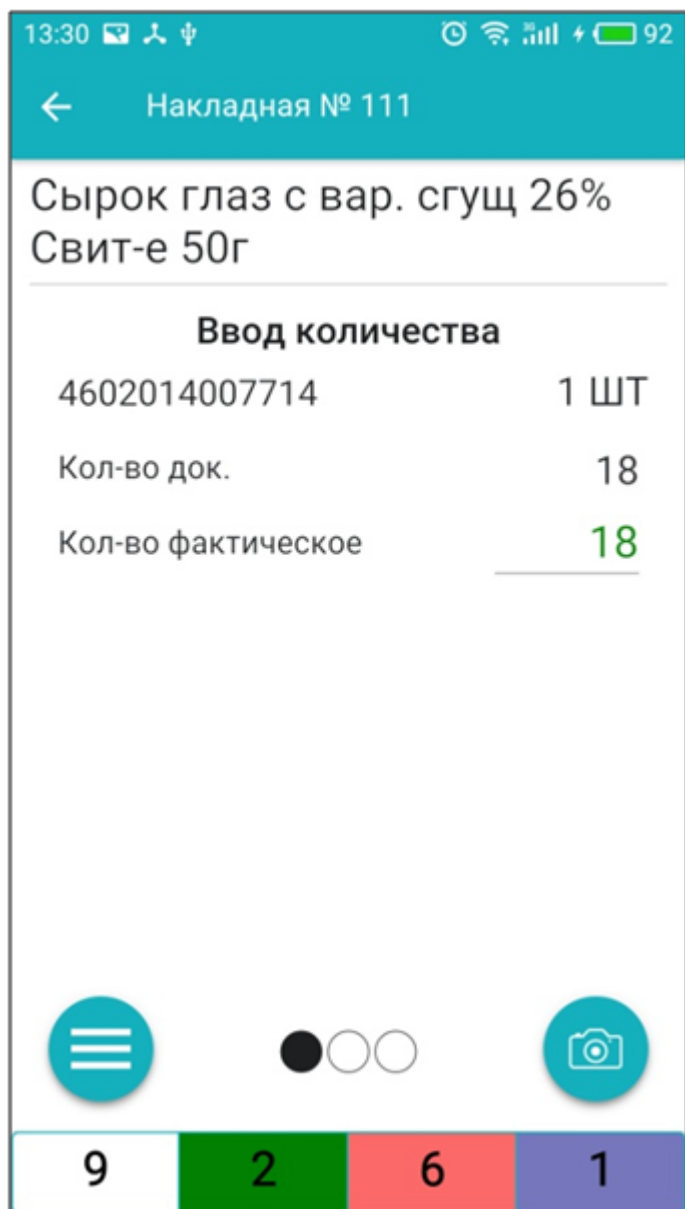 13:30 3G 92
Накладная № 111
Сырок глаз с вар. сгущ 26%
Свит-е 50г
Ввод количества
4602014007714 1 ШТ
Кол-во док. 18
Кол-во фактическое 18
9 2 6 1